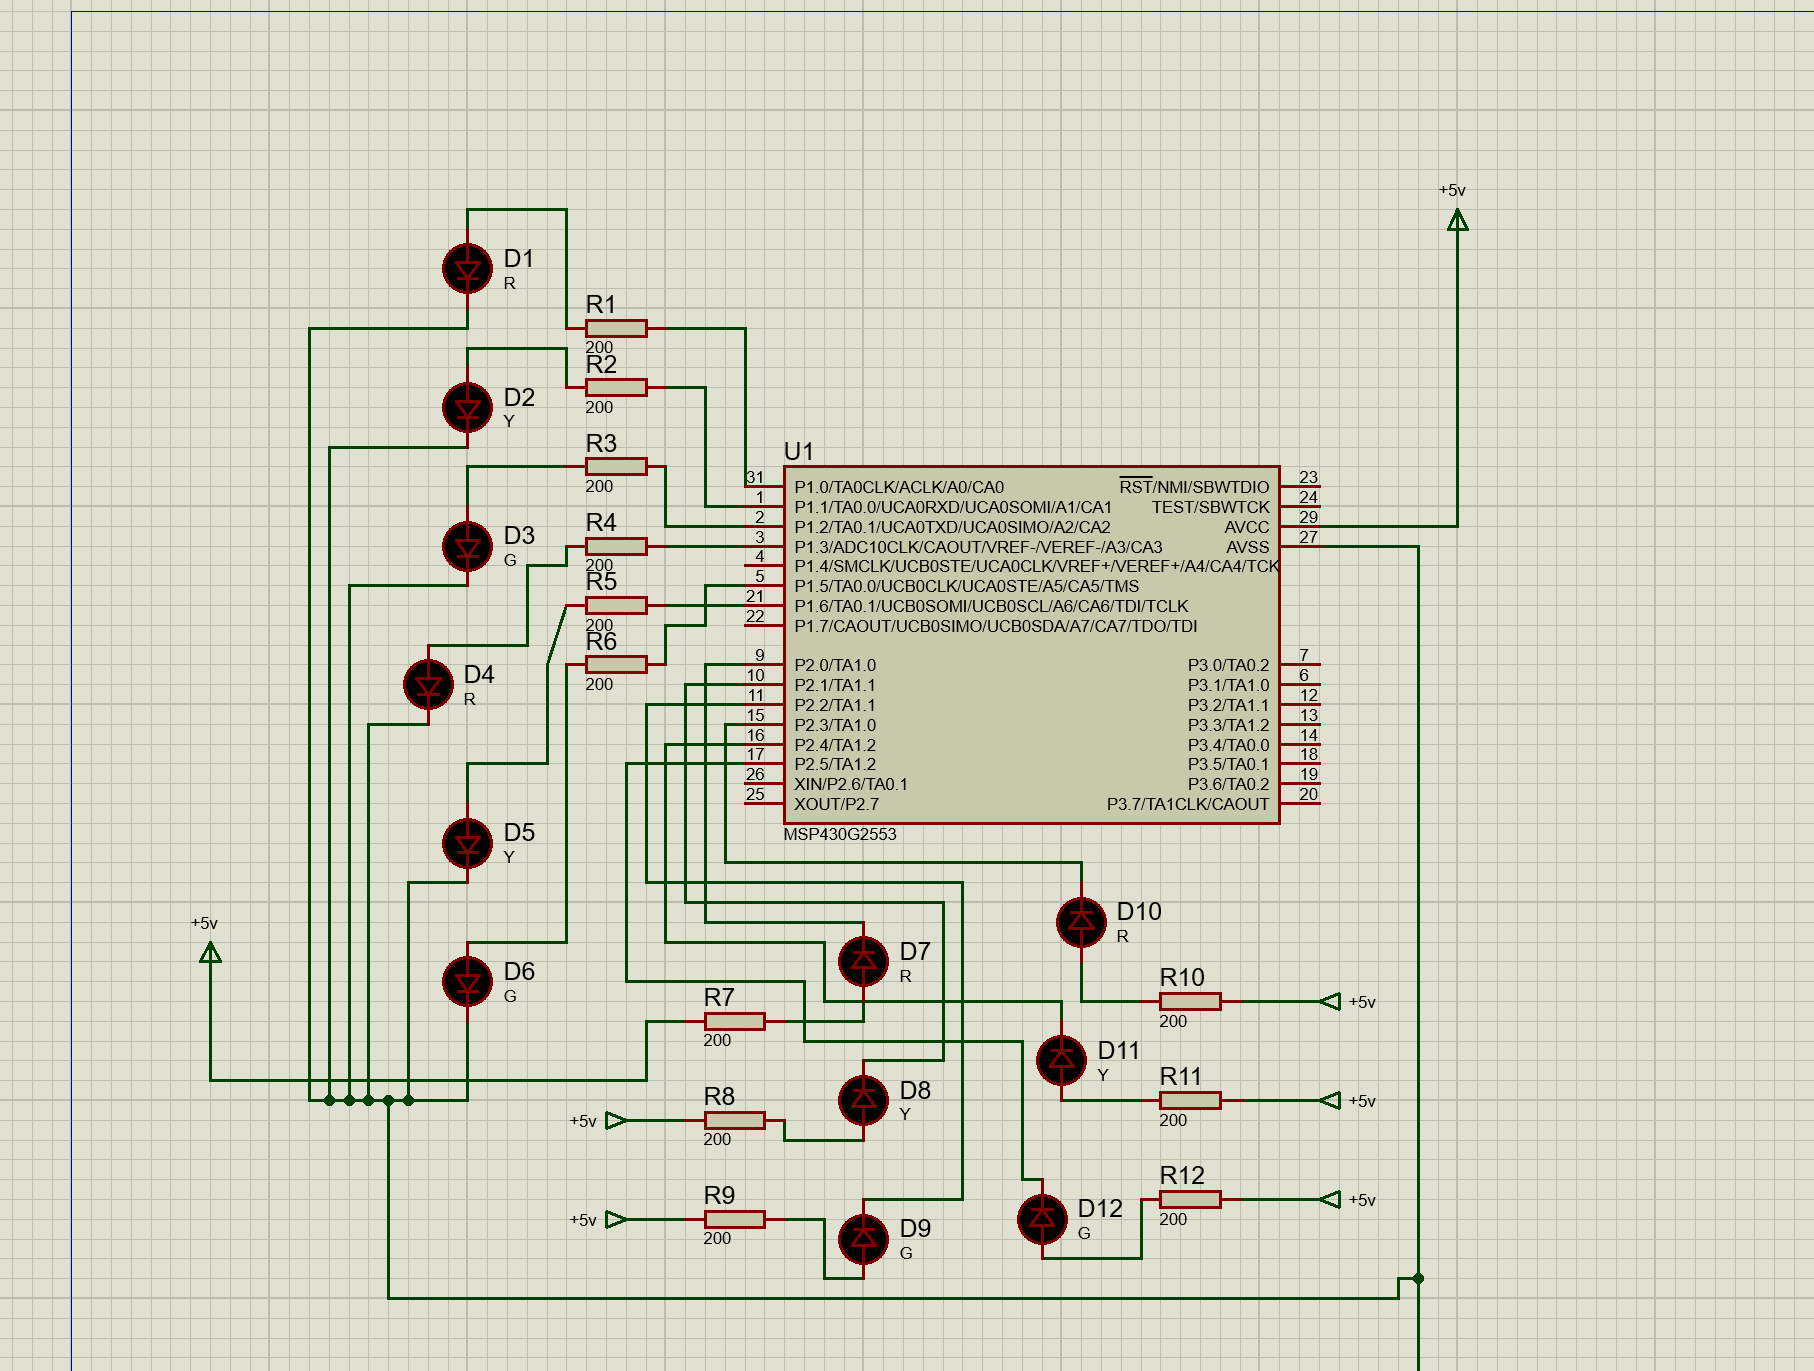 +5v
D1
R
R1
200
R2
200
D2
Y
R3
200
D3
G
R4
200
R5
200
R6
200
D4
R
D5
Y
D6
G
+5v
U1
31 P1.0/TA0CLK/ACLK/A0/CA0
1 P1.1/TA0.0/UCA0RXD/UCA0SOMI/A1/CA1
2 P1.2/TA0.1/UCA0TXD/UCA0SIMO/A2/CA2
3 P1.3/ADC10CLK/CAOUT/VREF-/VEREF-/A3/CA3
4 P1.4/SMCLK/UCB0STE/UCA0CLK/VREF+/VEREF+/A4/CA4/TCK
5 P1.5/TA0.0/UCB0CLK/UCA0STE/A5/CA5/TMS
21 P1.6/TA0.1/UCB0SOMI/UCB0SCL/A6/CA6/TDI/TCLK
22 P1.7/CAOUT/UCB0SIMO/UCB0SDA/A7/CA7/TDO/TDI
9 P2.0/TA1.0
10 P2.1/TA1.1
11 P2.2/TA1.1
15 P2.3/TA1.0
16 P2.4/TA1.2
17 P2.5/TA1.2
26 XIN/P2.6/TA0.1
25 XOUT/P2.7
RST/NMI/SBWTDIO 23
TEST/SBWTCK 24
AVCC 29
AVSS 27
P3.0/TA0.2 7
P3.1/TA1.0 6
P3.2/TA1.1 12
P3.3/TA1.2 13
P3.4/TA0.0 14
P3.5/TA0.1 18
P3.6/TA0.2 19
P3.7/TA1CLK/CAOUT 20
MSP430G2553
D7
R
R7
200
D8
Y
R8
200
+5v
D9
G
R9
200
+5v
D10
R
R10
200
+5v
D11
Y
R11
200
+5v
D12
G
R12
200
+5v